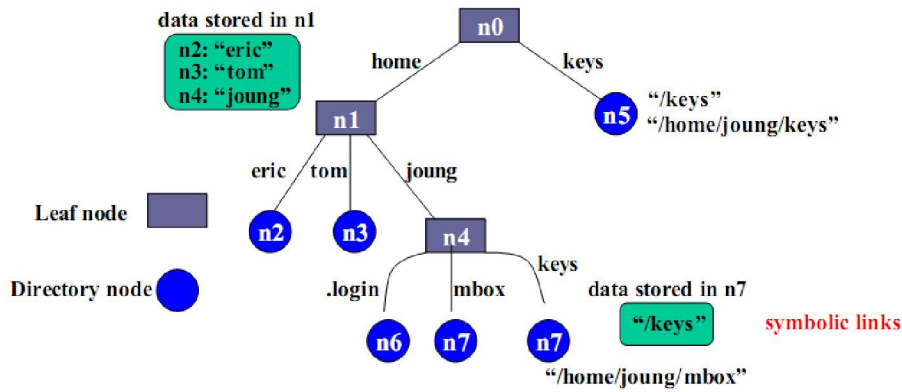 data stored in n1
n2: “eric”
n3: “tom”
n4: “joung”
n0
home
keys
n1
n5
“/keys”
“/home/joung/keys”
eric
tom
joung
Leaf node
n2
n3
n4
Directory node
.login
mbox
keys
data stored in n7
“/keys”
symbolic links
n6
n7
n7
“/home/joung/mbox”